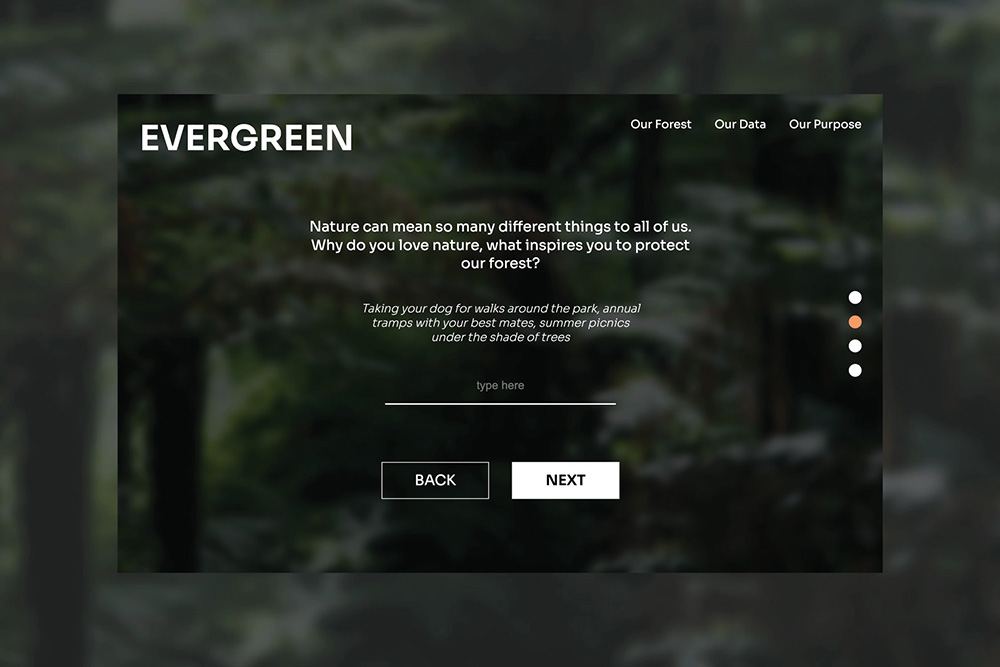 EVERGREEN
Our Forest Our Data Our Purpose
Nature can mean so many different things to all of us.
Why do you love nature, what inspires you to protect
our forest?
Taking your dog for walks around the park, annual
tramps with your best mates, summer picnics
under the shade of trees
type here
BACK NEXT